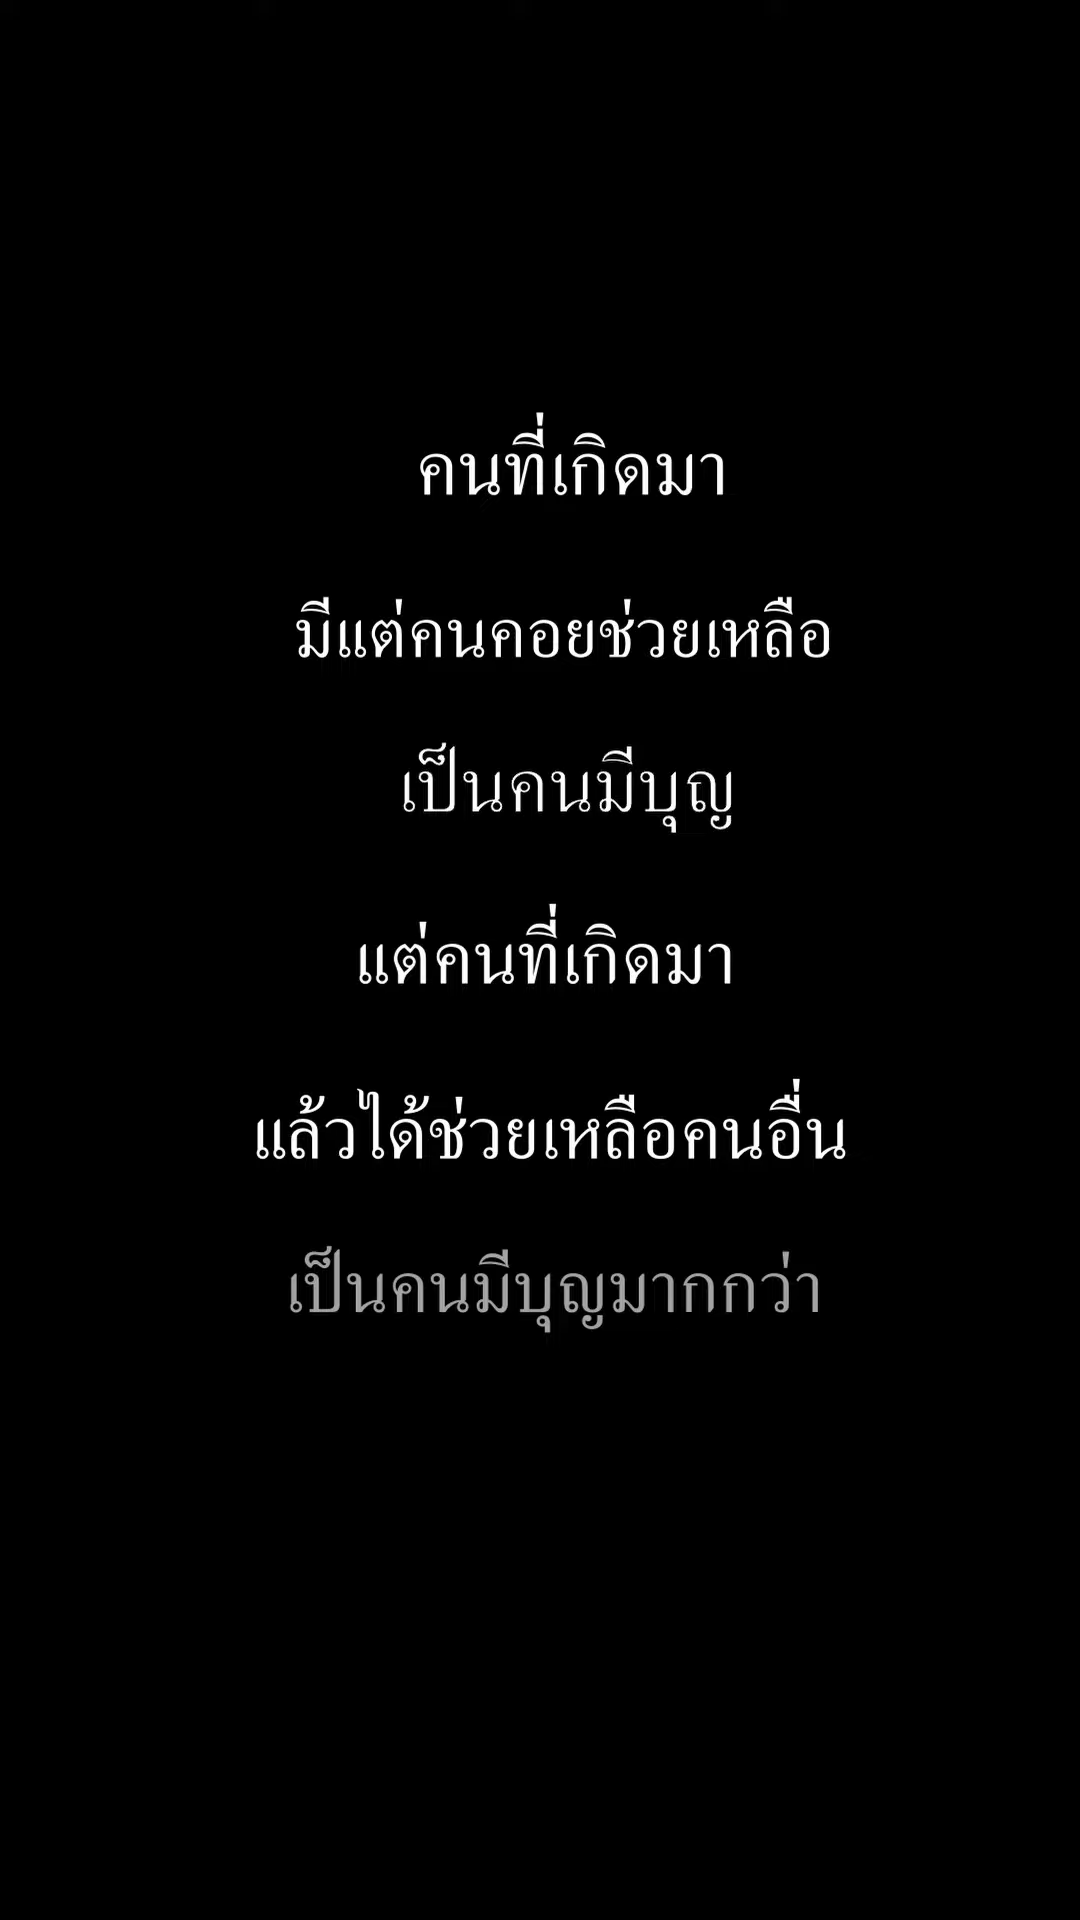 คนที่เกิดมา
มีแต่คนคอยช่วยเหลือ
เป็นคนมีบุญ
แต่คนที่เกิดมา
แล้วได้ช่วยเหลือคนอื่น
เป็นคนมีบุญมากกว่า